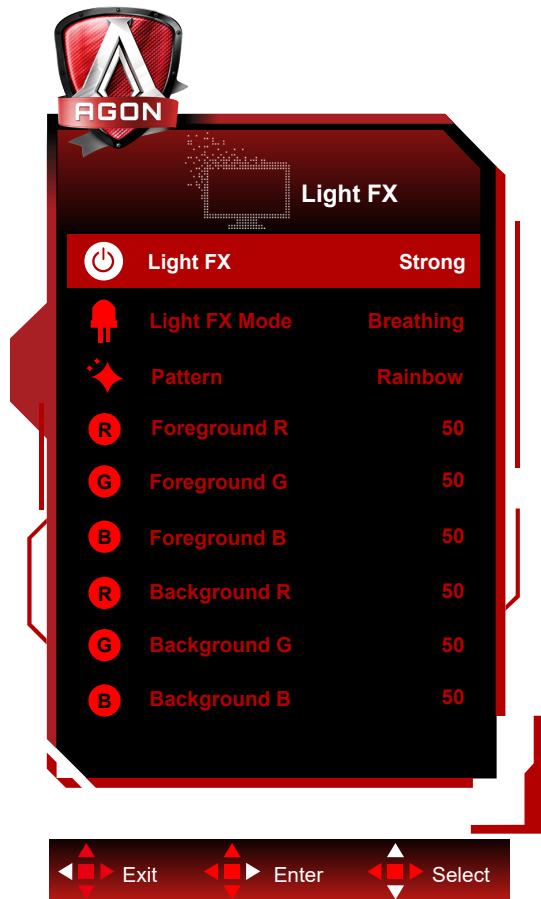 AGON
Light FX
Light FX Strong
Light FX Mode Breathing
Pattern Rainbow
R Foreground R 50
G Foreground G 50
B Foreground B 50
R Background R 50
G Background G 50
B Background B 50
Exit Enter Select